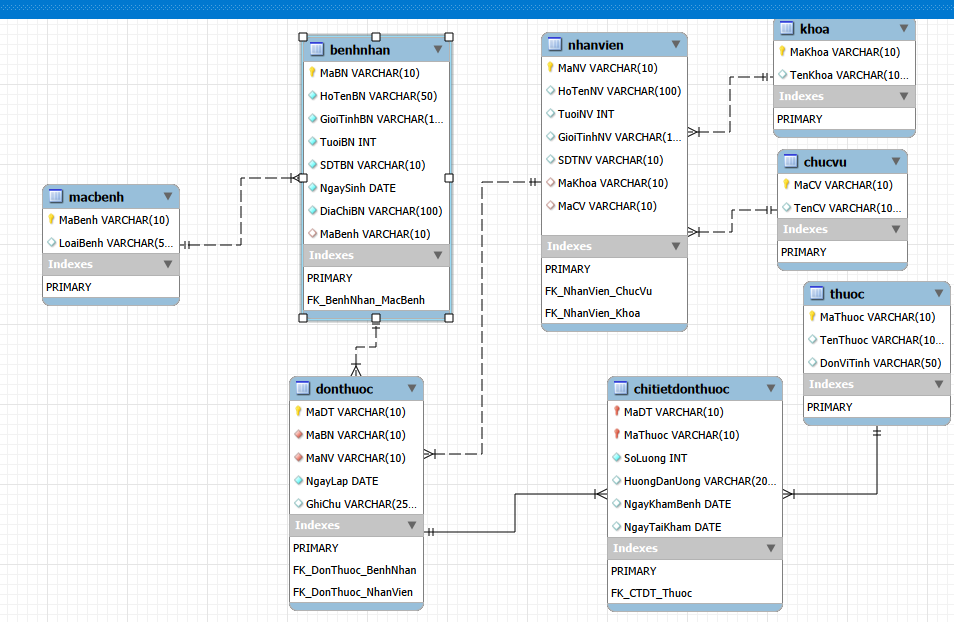 benhnhan
MaBN VARCHAR(10)
HoTenBN VARCHAR(50)
GioiTinhBN VARCHAR(1...
TuoiBN INT
SDTBN VARCHAR(10)
NgaySinh DATE
DiaChiBN VARCHAR(100)
MaBenh VARCHAR(10)
Indexes
PRIMARY
FK_BenhNhan_MacBenh
nhanvien
MaNV VARCHAR(10)
HoTenNV VARCHAR(100)
TuoiNV INT
GioiTinhNV VARCHAR(1...
SDTNV VARCHAR(10)
MaKhoa VARCHAR(10)
MaCV VARCHAR(10)
Indexes
PRIMARY
FK_NhanVien_ChucVu
FK_NhanVien_Khoa
khoa
MaKhoa VARCHAR(10)
TenKhoa VARCHAR(10...
Indexes
PRIMARY
chucvu
MaCV VARCHAR(10)
TenCV VARCHAR(10...
Indexes
PRIMARY
macbenh
MaBenh VARCHAR(10)
LoaiBenh VARCHAR(5...
Indexes
PRIMARY
thuoc
MaThuoc VARCHAR(10)
TenThuoc VARCHAR(10...
DonViTinh VARCHAR(50)
Indexes
PRIMARY
donthuoc
MaDT VARCHAR(10)
MaBN VARCHAR(10)
MaNV VARCHAR(10)
NgayLap DATE
GhiChu VARCHAR(25...
Indexes
PRIMARY
FK_DonThuoc_BenhNhan
FK_DonThuoc_NhanVien
chitietdonthuoc
MaDT VARCHAR(10)
MaThuoc VARCHAR(10)
SoLuong INT
HuongDanUong VARCHAR(20...
NgayKhamBenh DATE
NgayTaiKham DATE
Indexes
PRIMARY
FK_CTDT_Thuoc